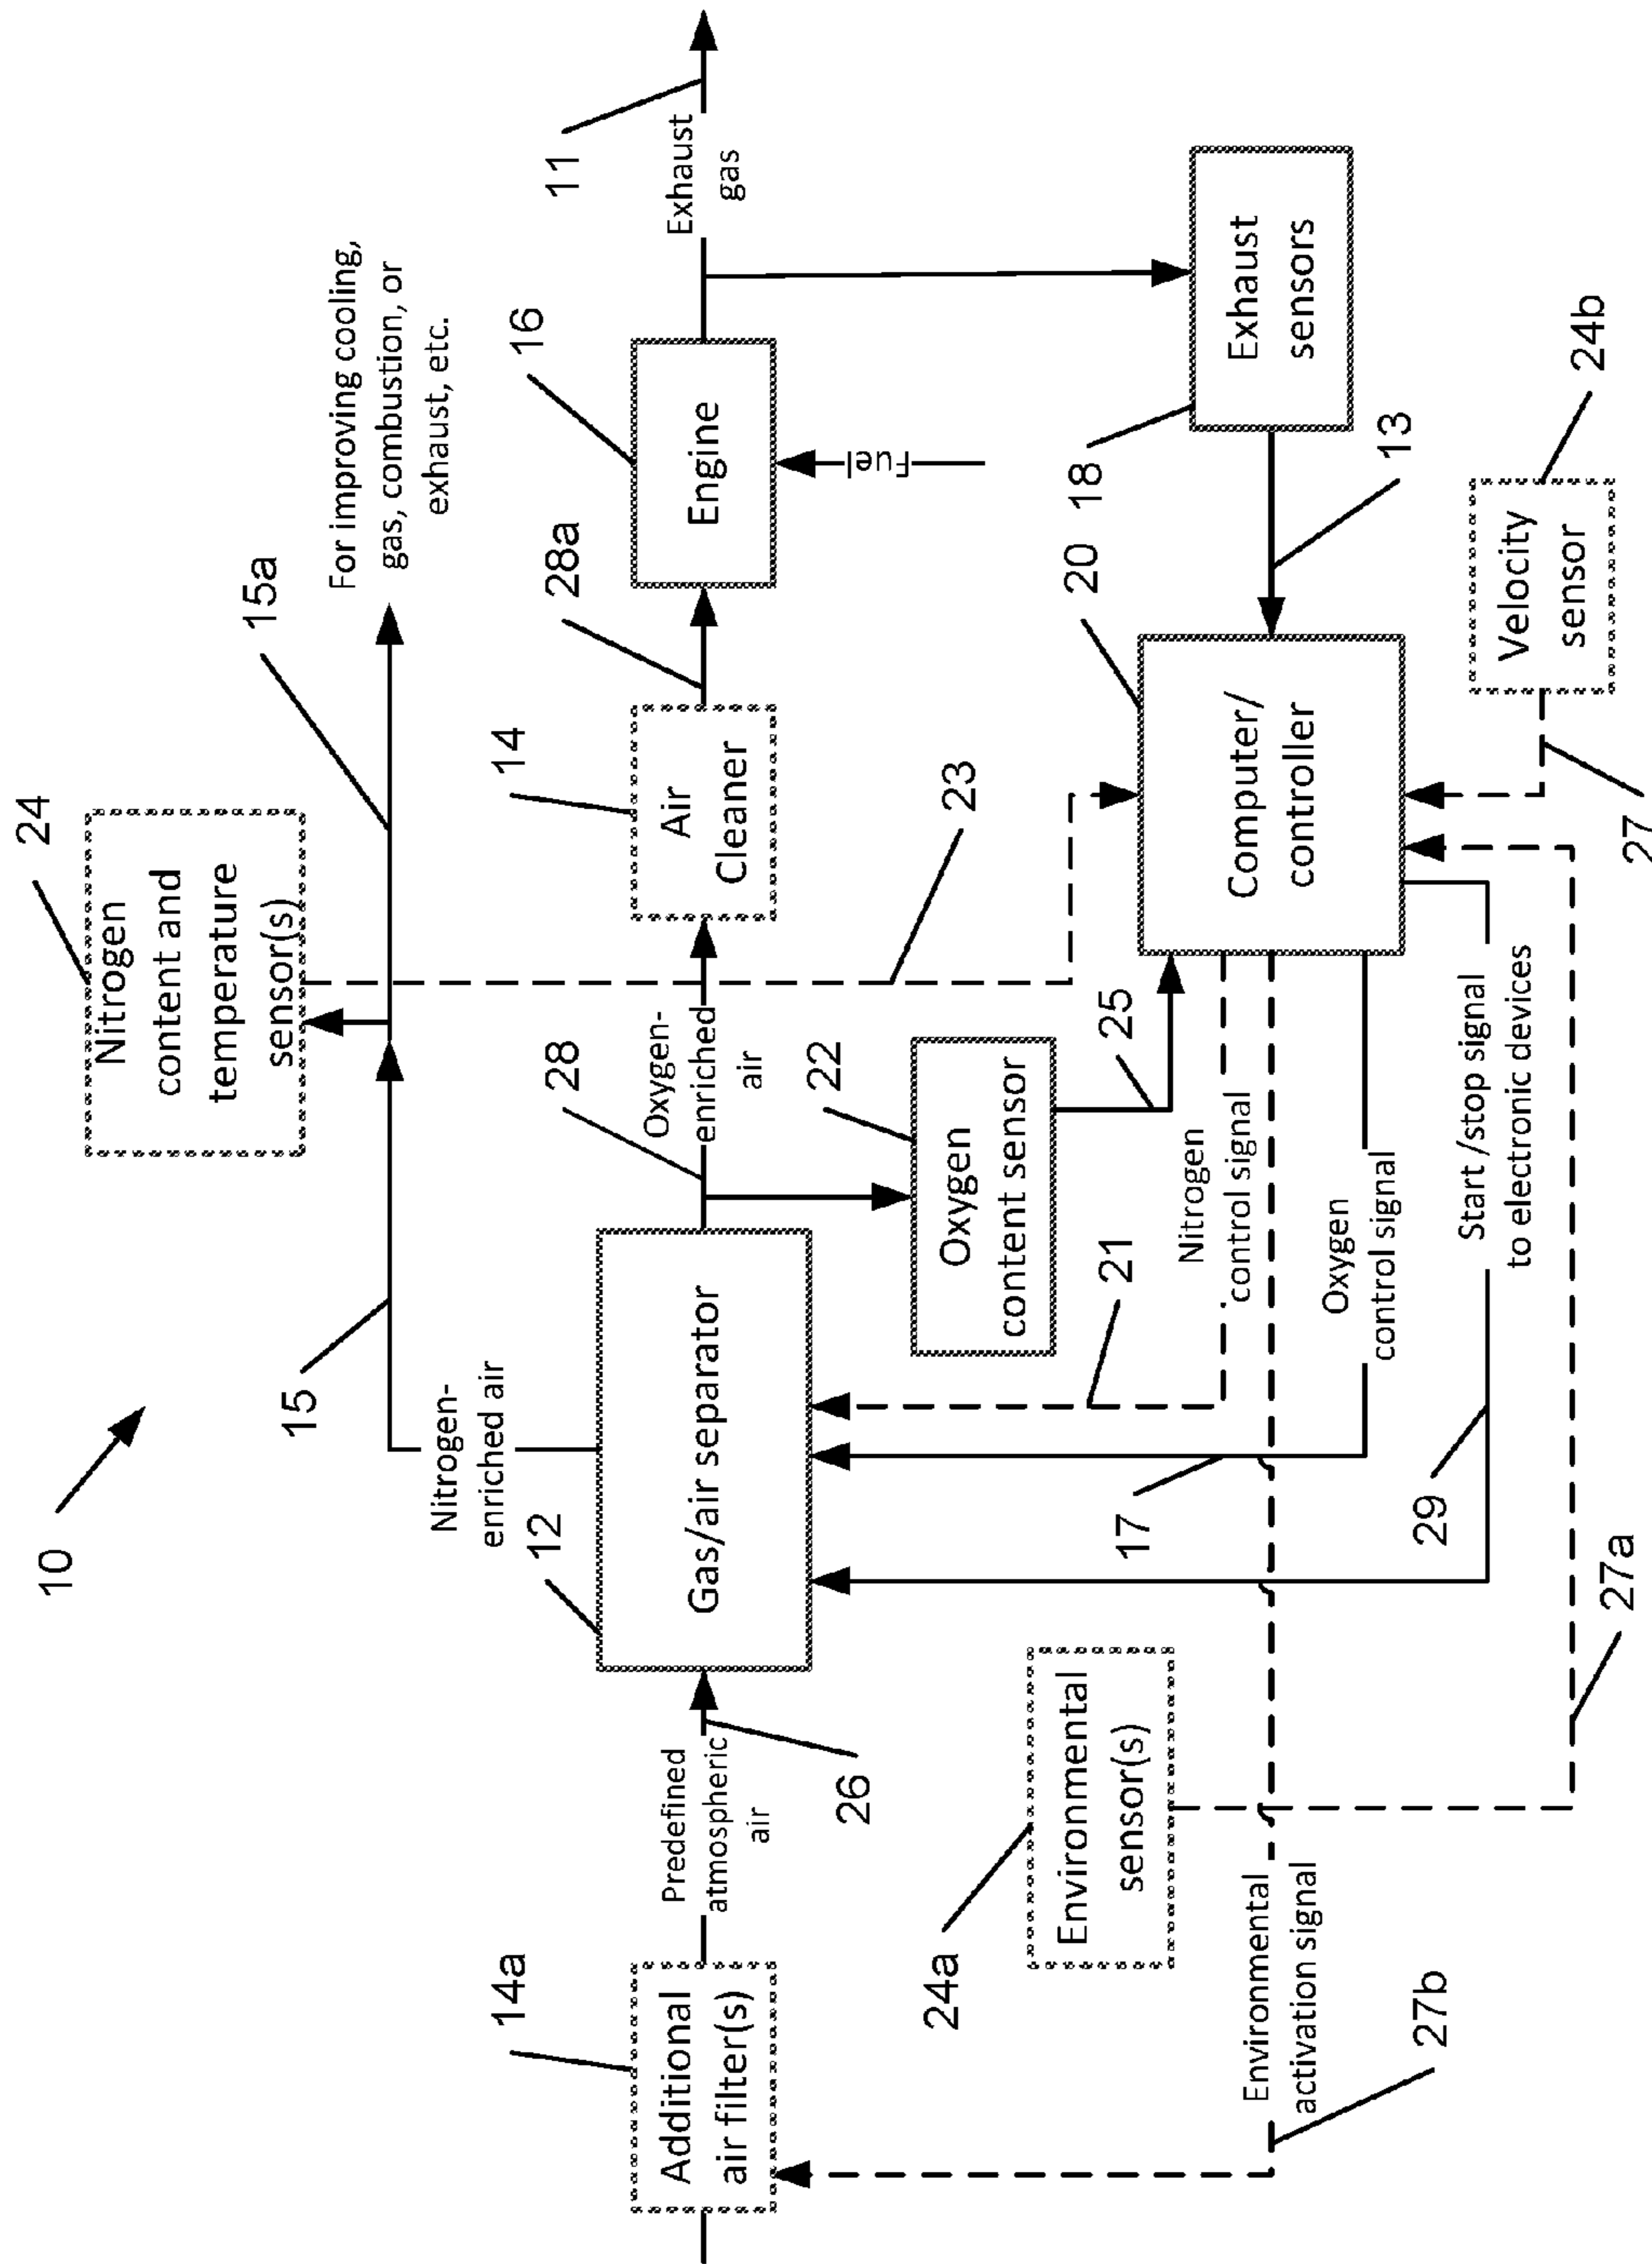 10
24
Nitrogen
content and
temperature
sensor(s)
15
15a
For improving cooling,
gas, combustion, or
exhaust, etc.
Nitrogen-
enriched air
14a
Additional
air filter(s)
Predefined
atmospheric
air
26
12
Gas/air separator
28
Oxygen-
enriched
air
14
Air
Cleaner
28a
16
Engine
Fuel
Exhaust
gas
11
22
Oxygen
content sensor
25
23
18
Exhaust
sensors
13
20
Computer/
controller
24a
Environmental
sensor(s)
21
Nitrogen
control signal
17
Oxygen
control signal
Environmental
activation signal
27b
29
Start /stop signal
to electronic devices
27a
24b
Velocity
sensor
27